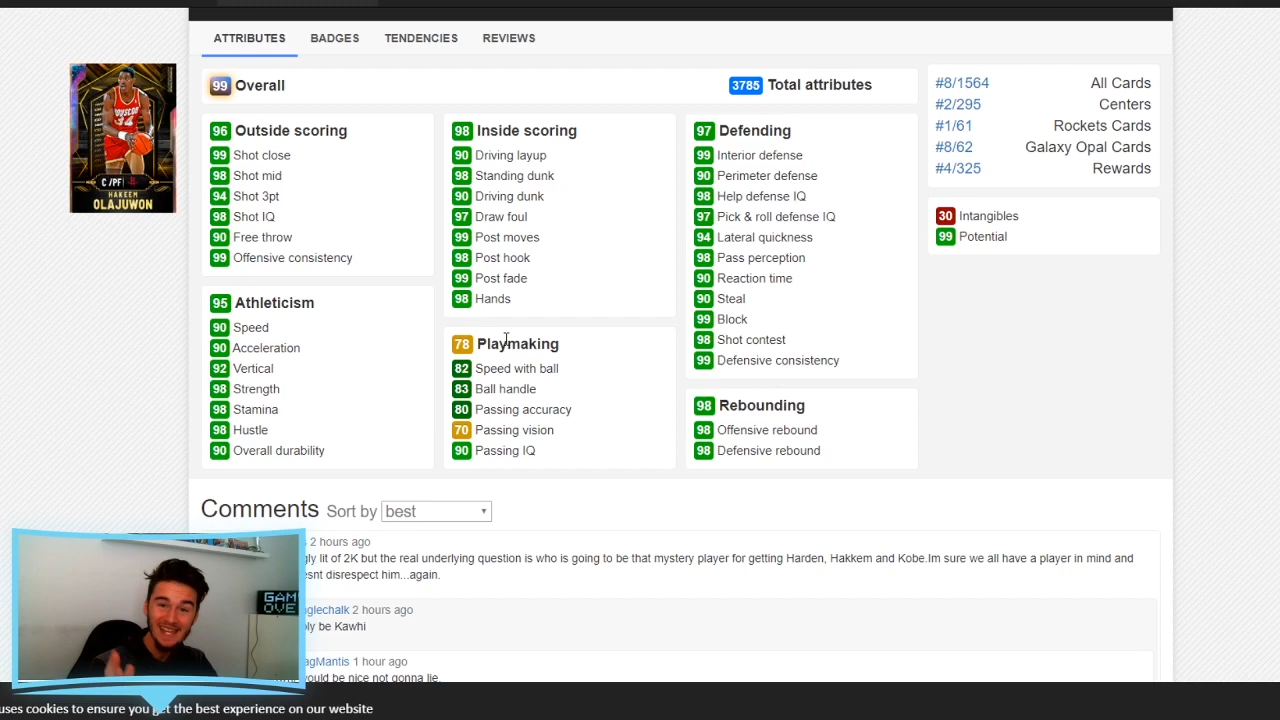 ATTRIBUTES BADGES TENDENCIES REVIEWS
34
C /PF
HAKEEM
OLAJUWON
99 Overall
3785 Total attributes
96 Outside scoring
99 Shot close
98 Shot mid
94 Shot 3pt
98 Shot IQ
90 Free throw
99 Offensive consistency
95 Athleticism
90 Speed
90 Acceleration
92 Vertical
98 Strength
98 Stamina
98 Hustle
90 Overall durability
98 Inside scoring
90 Driving layup
98 Standing dunk
90 Driving dunk
97 Draw foul
99 Post moves
98 Post hook
99 Post fade
98 Hands
78 Playmaking
82 Speed with ball
83 Ball handle
80 Passing accuracy
70 Passing vision
90 Passing IQ
97 Defending
99 Interior defense
90 Perimeter defense
98 Help defense IQ
97 Pick & roll defense IQ
94 Lateral quickness
98 Pass perception
90 Reaction time
90 Steal
99 Block
98 Shot contest
99 Defensive consistency
98 Rebounding
98 Offensive rebound
98 Defensive rebound
#8/1564 All Cards
#2/295 Centers
#1/61 Rockets Cards
#8/62 Galaxy Opal Cards
#4/325 Rewards
30 Intangibles
99 Potential
Comments Sort by best
2 hours ago
lit of 2K but the real underlying question is who is going to be that mystery player for getting Harden, Hakkem and Kobe.Im sure we all have a player in mind and
disrespect him...again.
2 hours ago
be Kawhi
1 hour ago
would be nice not gonna lie.
GAME
OVE
uses cookies to ensure you get the best experience on our website